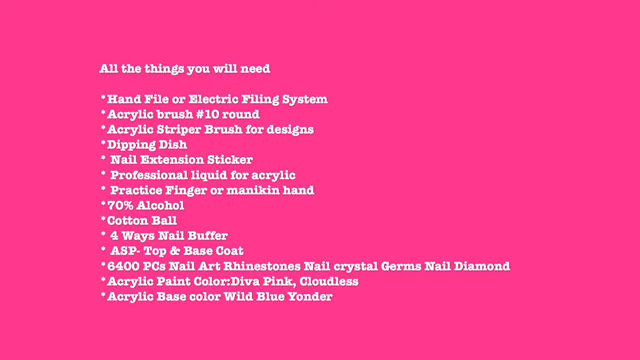 All the things you will need
*Hand File or Electric Filing System
*Acrylic brush #10 round
*Acrylic Striper Brush for designs
*Dipping Dish
* Nail Extension Sticker
* Professional liquid for acrylic
* Practice Finger or manikin hand
*70% Alcohol
*Cotton Ball
* 4 Ways Nail Buffer
* ASP- Top & Base Coat
*6400 PCs Nail Art Rhinestones Nail crystal Germs Nail Diamond
*Acrylic Paint Color:Diva Pink, Cloudless
*Acrylic Base color Wild Blue Yonder